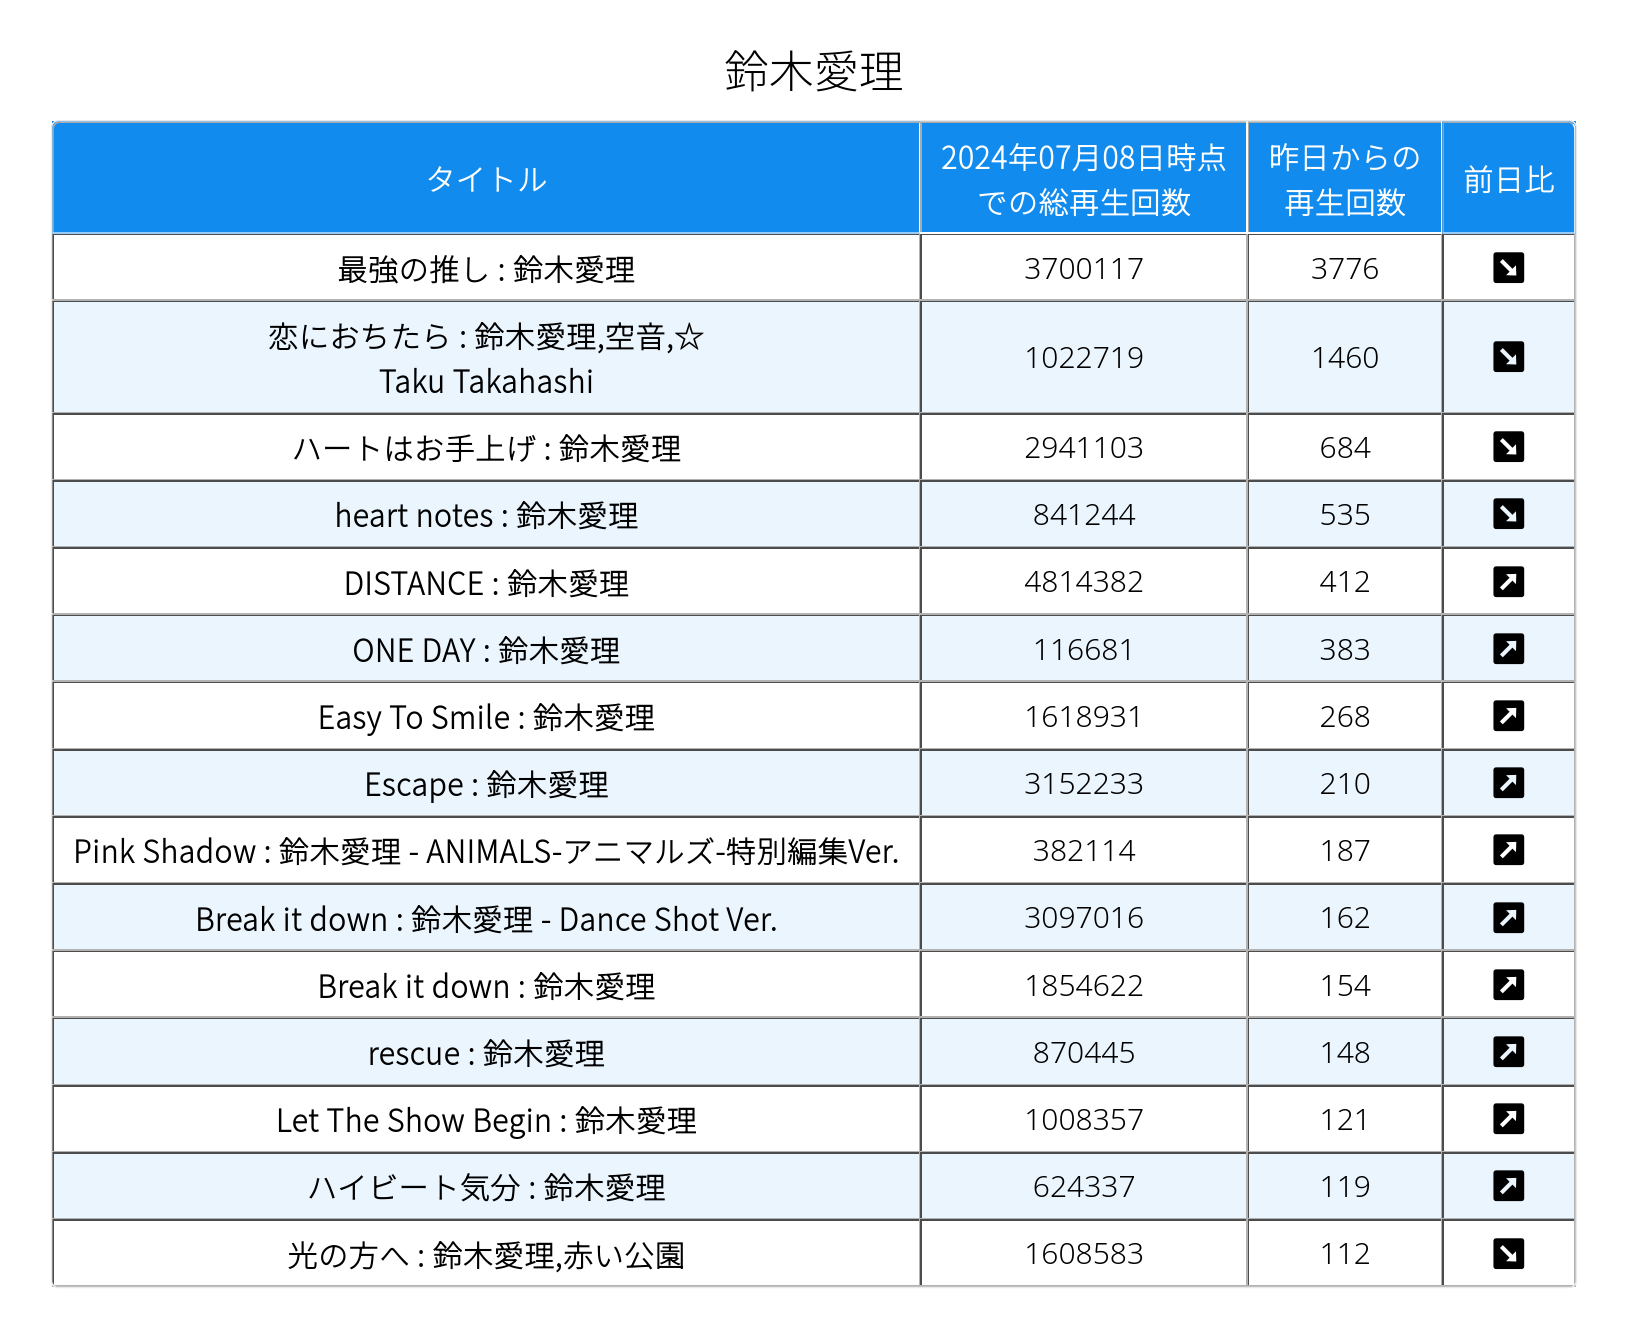 鈴木愛理
タイトル
2024年07月08日時点
での総再生回数
昨日からの
再生回数
前日比
最強の推し : 鈴木愛理 3700117 3776 ↘
恋におちたら : 鈴木愛理,空音,☆
Taku Takahashi 1022719 1460 ↘
ハートはお手上げ : 鈴木愛理 2941103 684 ↘
heart notes : 鈴木愛理 841244 535 ↘
DISTANCE : 鈴木愛理 4814382 412 ↗
ONE DAY : 鈴木愛理 116681 383 ↗
Easy To Smile : 鈴木愛理 1618931 268 ↗
Escape : 鈴木愛理 3152233 210 ↗
Pink Shadow : 鈴木愛理 - ANIMALS-アニマルズ-特別編集Ver. 382114 187 ↗
Break it down : 鈴木愛理 - Dance Shot Ver. 3097016 162 ↗
Break it down : 鈴木愛理 1854622 154 ↗
rescue : 鈴木愛理 870445 148 ↗
Let The Show Begin : 鈴木愛理 1008357 121 ↗
ハイビート気分 : 鈴木愛理 624337 119 ↗
光の方へ : 鈴木愛理,赤い公園 1608583 112 ↘